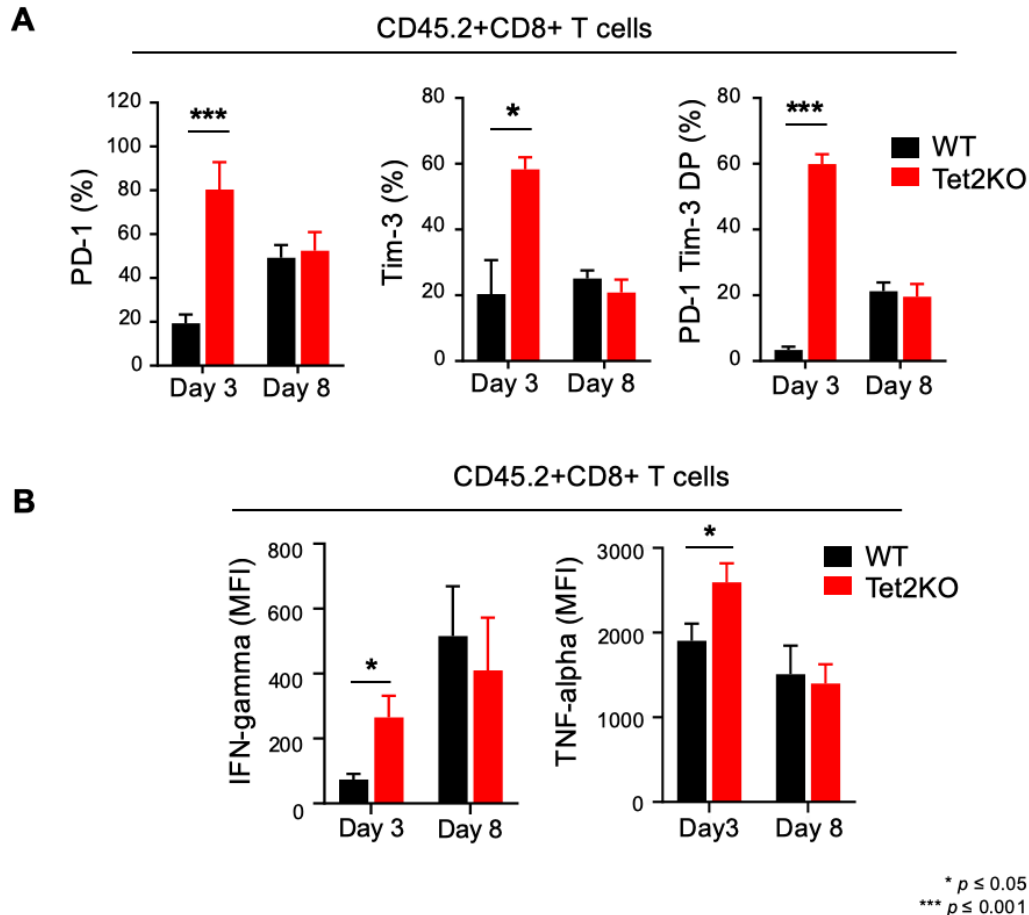 A
CD45.2+CD8+ T cells
PD-1 (%)
120
100
80
60
40
20
0
***
Day 3
Day 8
Tim-3 (%)
80
60
40
20
0
*
Day 3
Day 8
PD-1 Tim-3 DP (%)
80
60
40
20
0
***
Day 3
Day 8
WT
Tet2KO
B
CD45.2+CD8+ T cells
IFN-gamma (MFI)
800
600
400
200
0
*
Day 3
Day 8
TNF-alpha (MFI)
3000
2000
1000
0
*
Day3
Day 8
WT
Tet2KO
* p ≤ 0.05
*** p ≤ 0.001